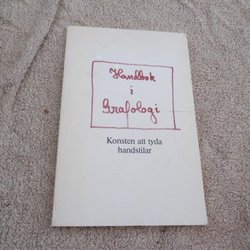 Handbok
i
Grafologi
Konsten att tyda
handstilar